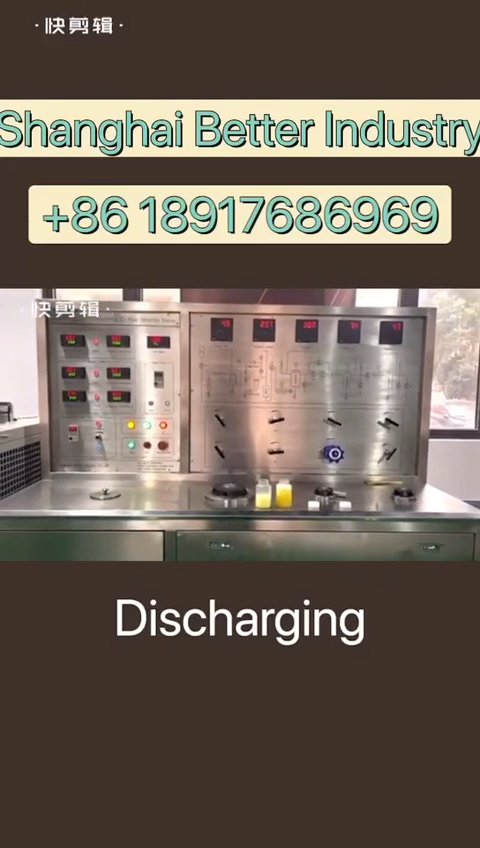 · 快剪辑 ·
Shanghai Better Industry
+86 18917686969
· 快剪辑 ·
Discharging